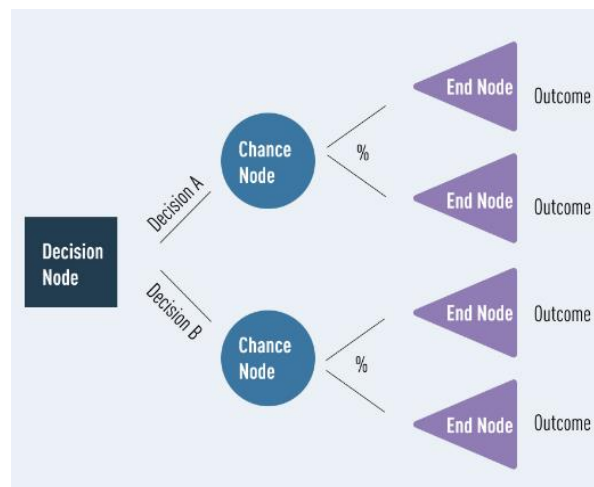 Decision
Node
Decision A
Decision B
Chance
Node
%
Chance
Node
%
End Node
Outcome
End Node
Outcome
End Node
Outcome
End Node
Outcome